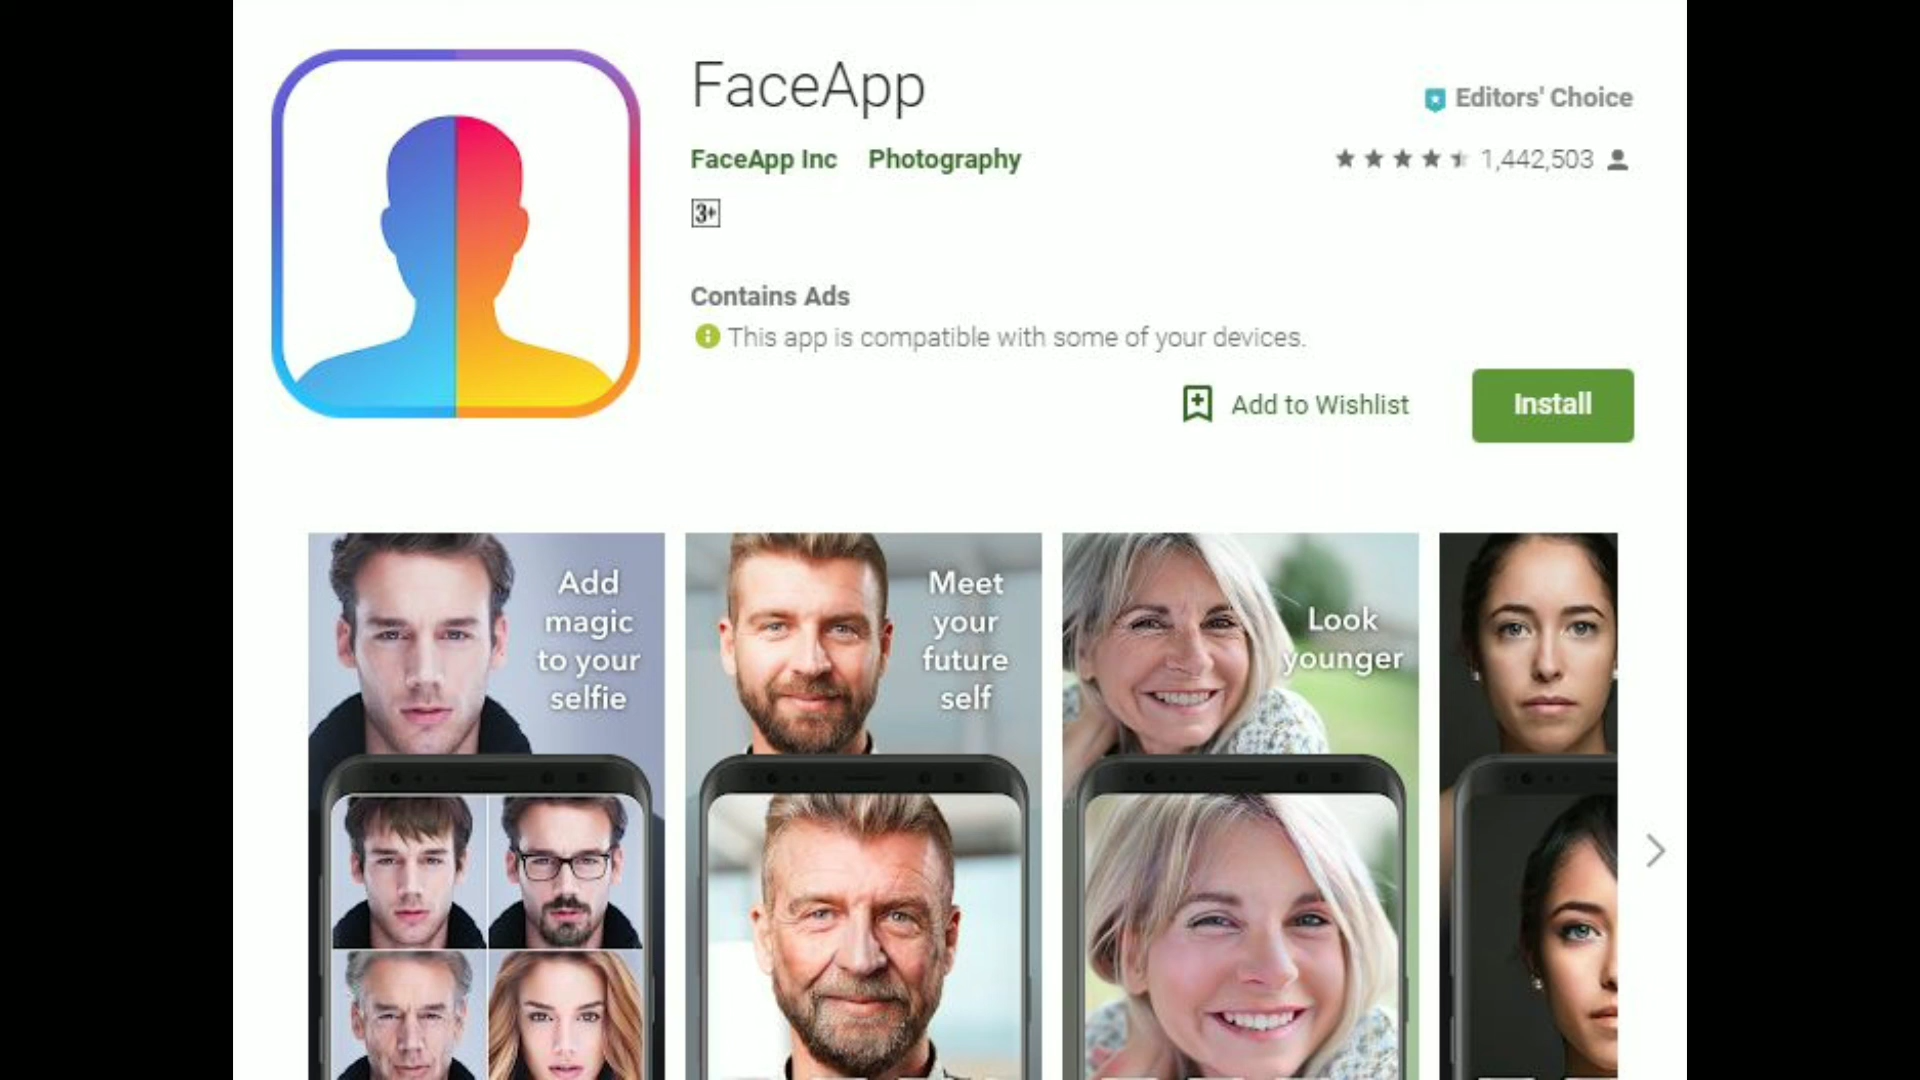 FaceApp
Editors' Choice
FaceApp Inc Photography
1,442,503
3+
Contains Ads
This app is compatible with some of your devices.
Add to Wishlist
Install
Add
magic
to your
selfie
Meet
your
future
self
Look
younger